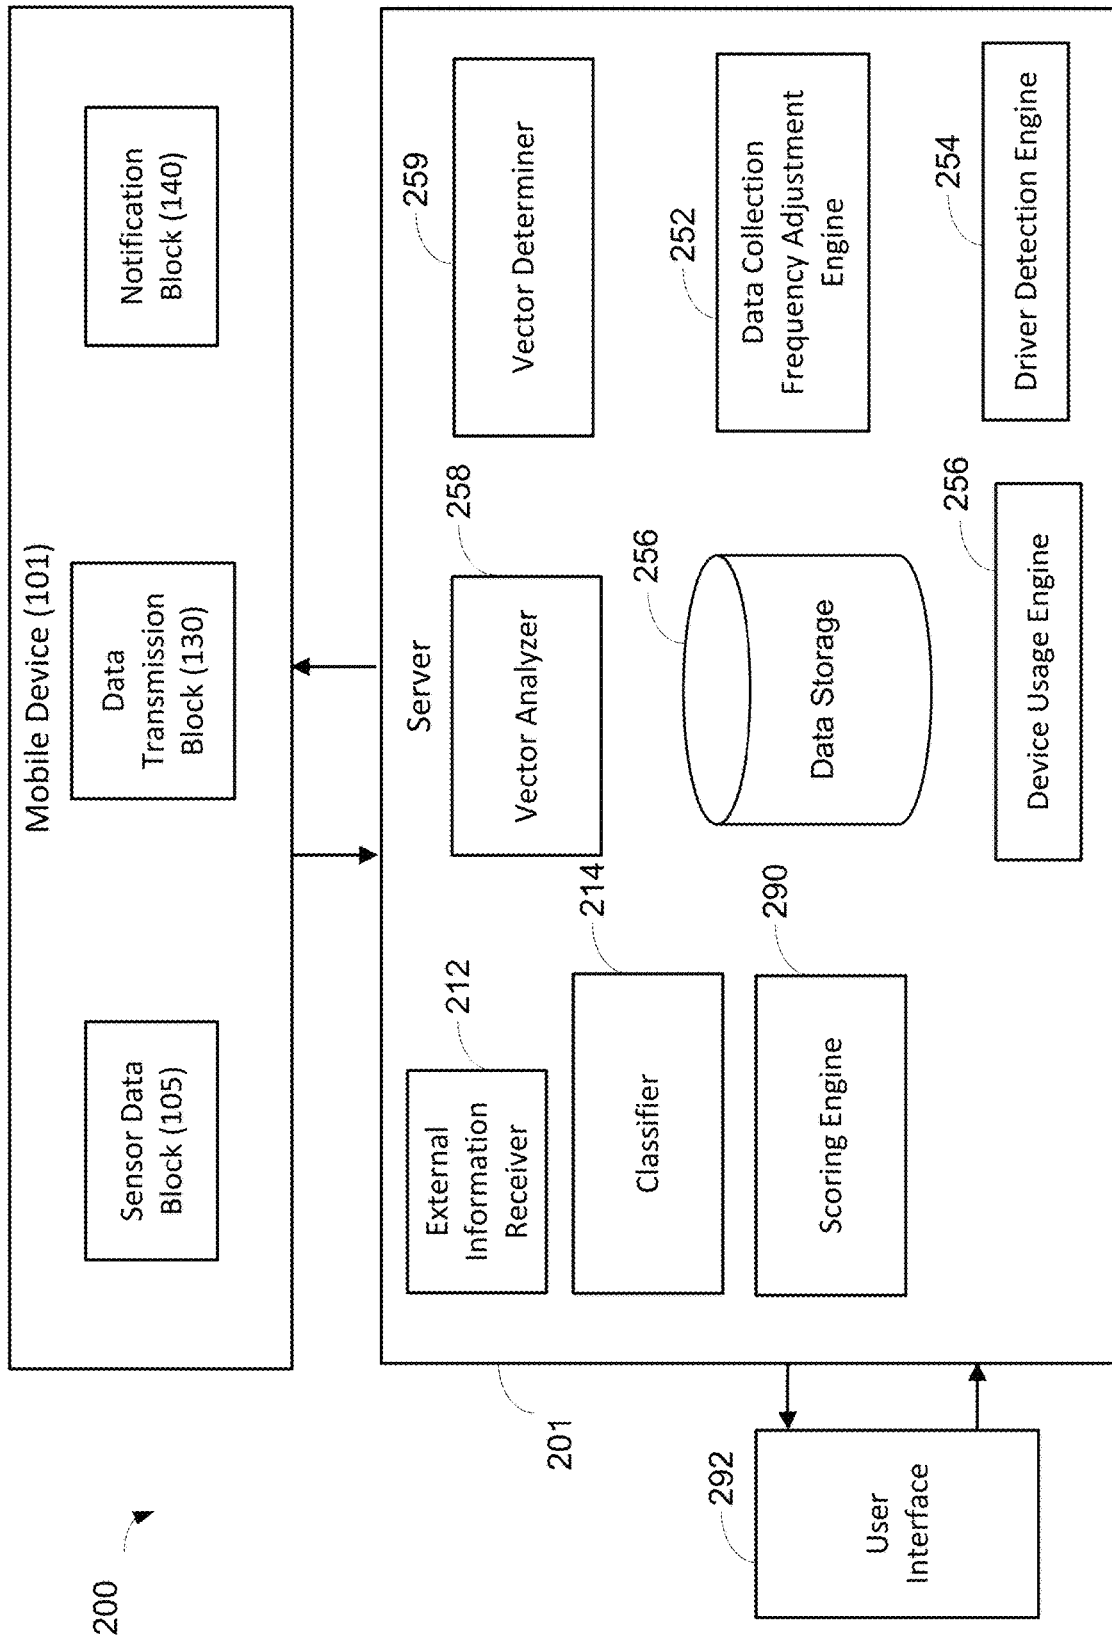 200
Mobile Device (101)
Sensor Data
Block (105)
Data
Transmission
Block (130)
Notification
Block (140)
Server
201
External
Information
Receiver
212
Vector Analyzer
258
Vector Determiner
259
Classifier
214
Data Storage
256
Data Collection
Frequency Adjustment
Engine
252
Scoring Engine
290
Device Usage Engine
256
Driver Detection Engine
254
User
Interface
292